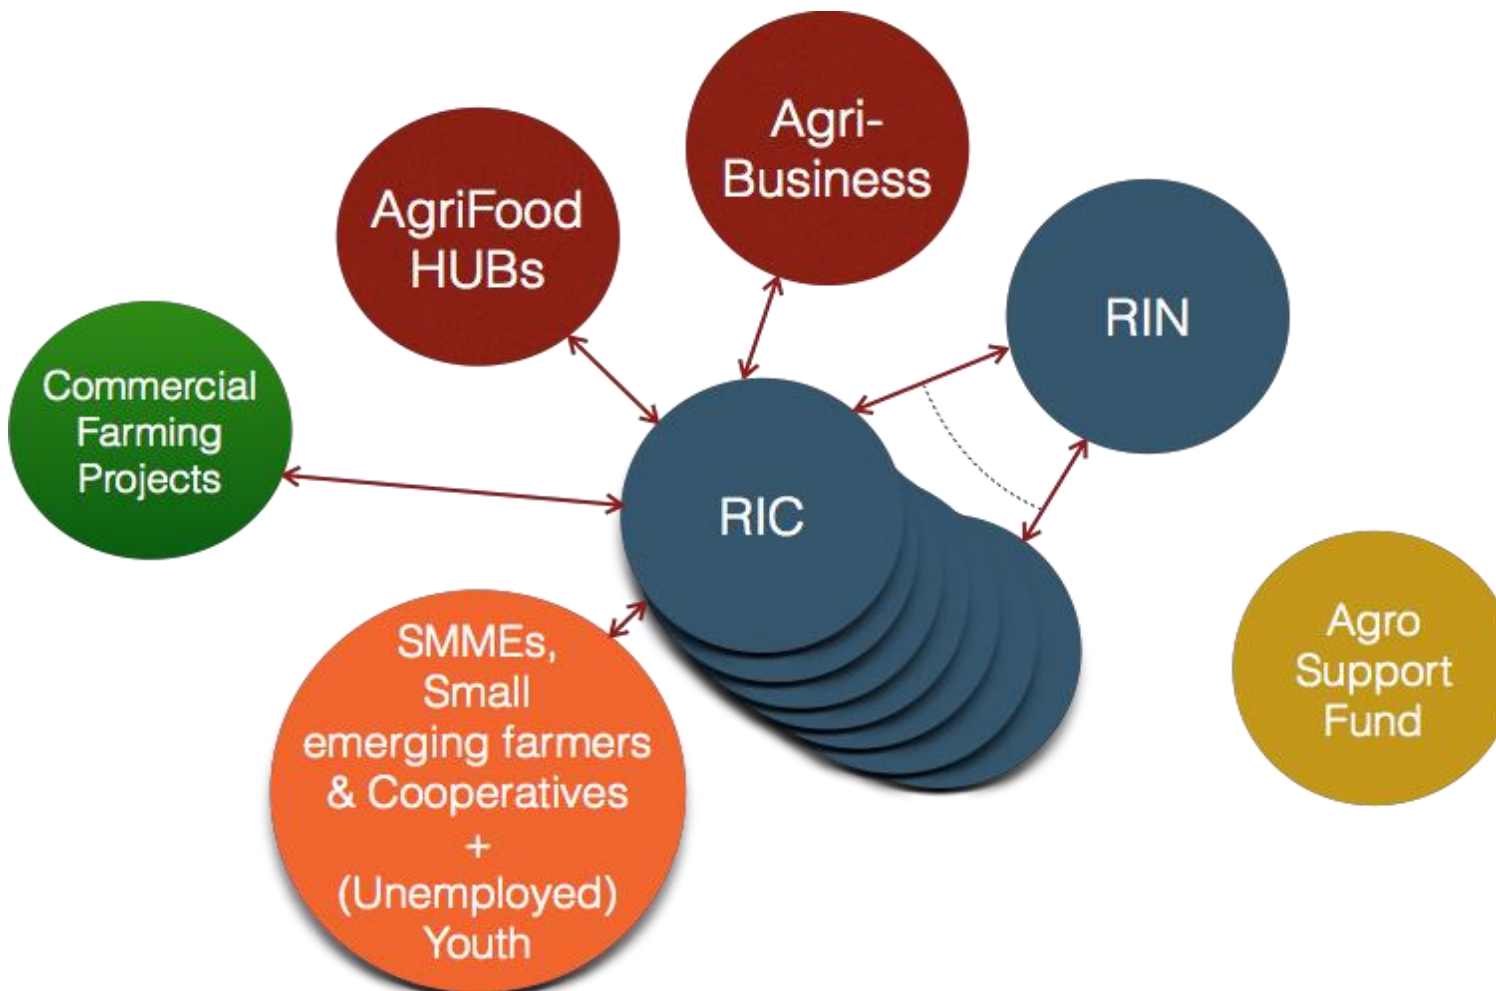 Agri-
Business
AgriFood
HUBs
RIN
Commercial
Farming
Projects
RIC
SMMEs,
Small
emerging farmers
& Cooperatives
+
(Unemployed)
Youth
Agro
Support
Fund